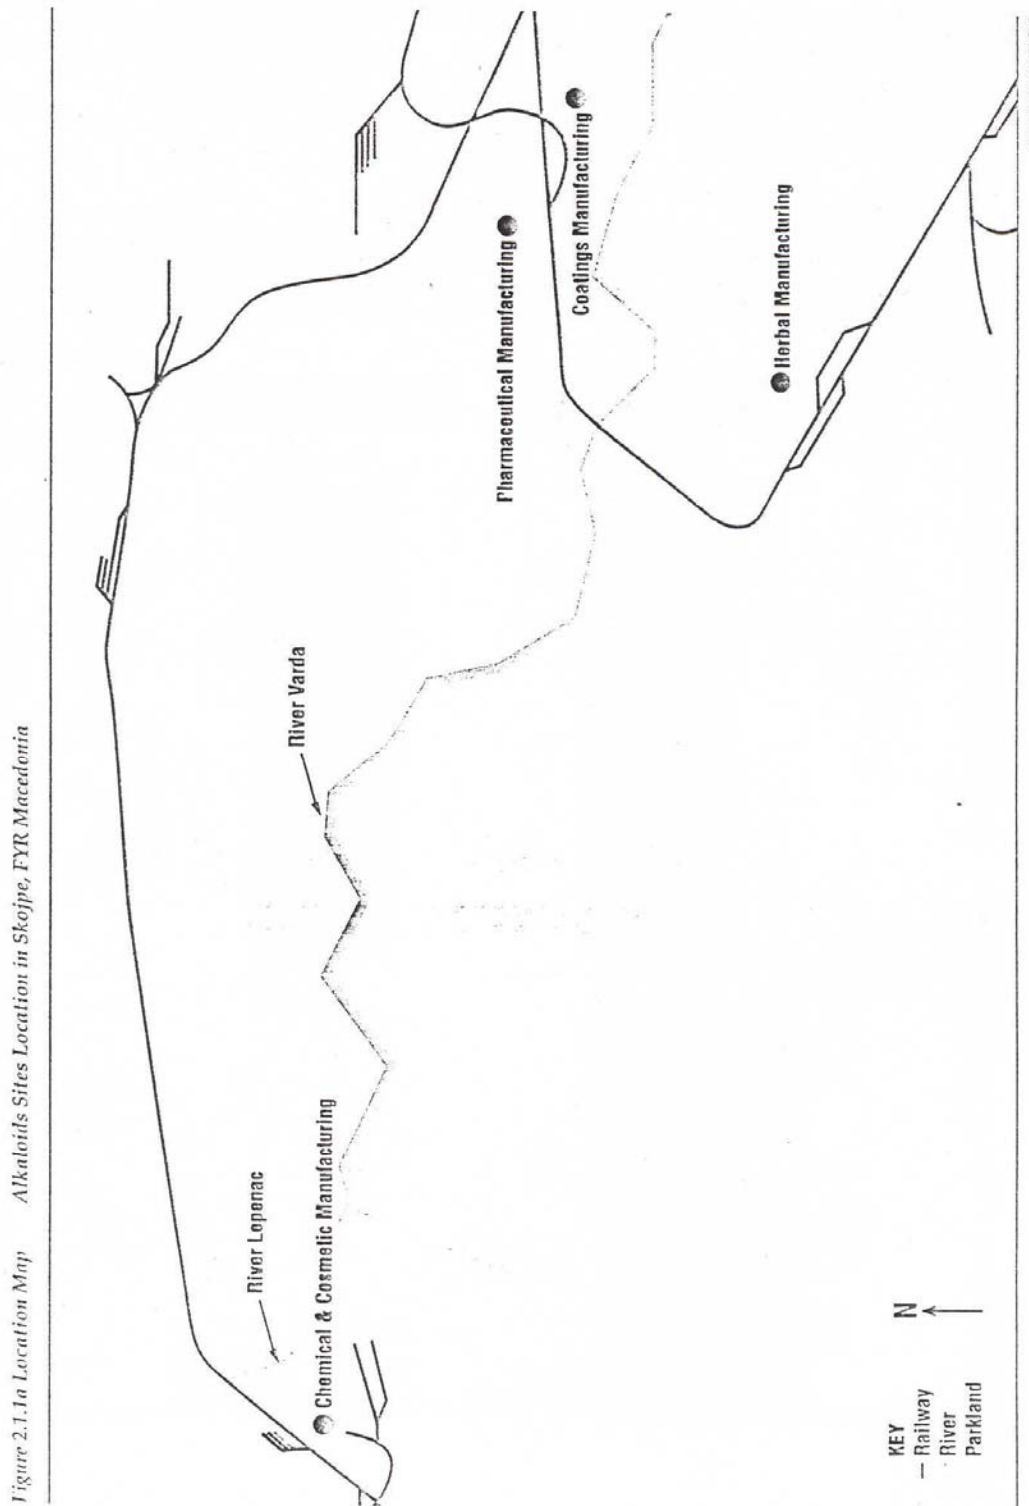 Figure 2.1.1a Location Map Alkaloids Sites Location in Skojpe, FYR Macedonia
River Lepenac
Chemical & Cosmetic Manufacturing
River Varda
Pharmaceutical Manufacturing
Coatings Manufacturing
Herbal Manufacturing
KEY
— Railway
River
Parkland
N